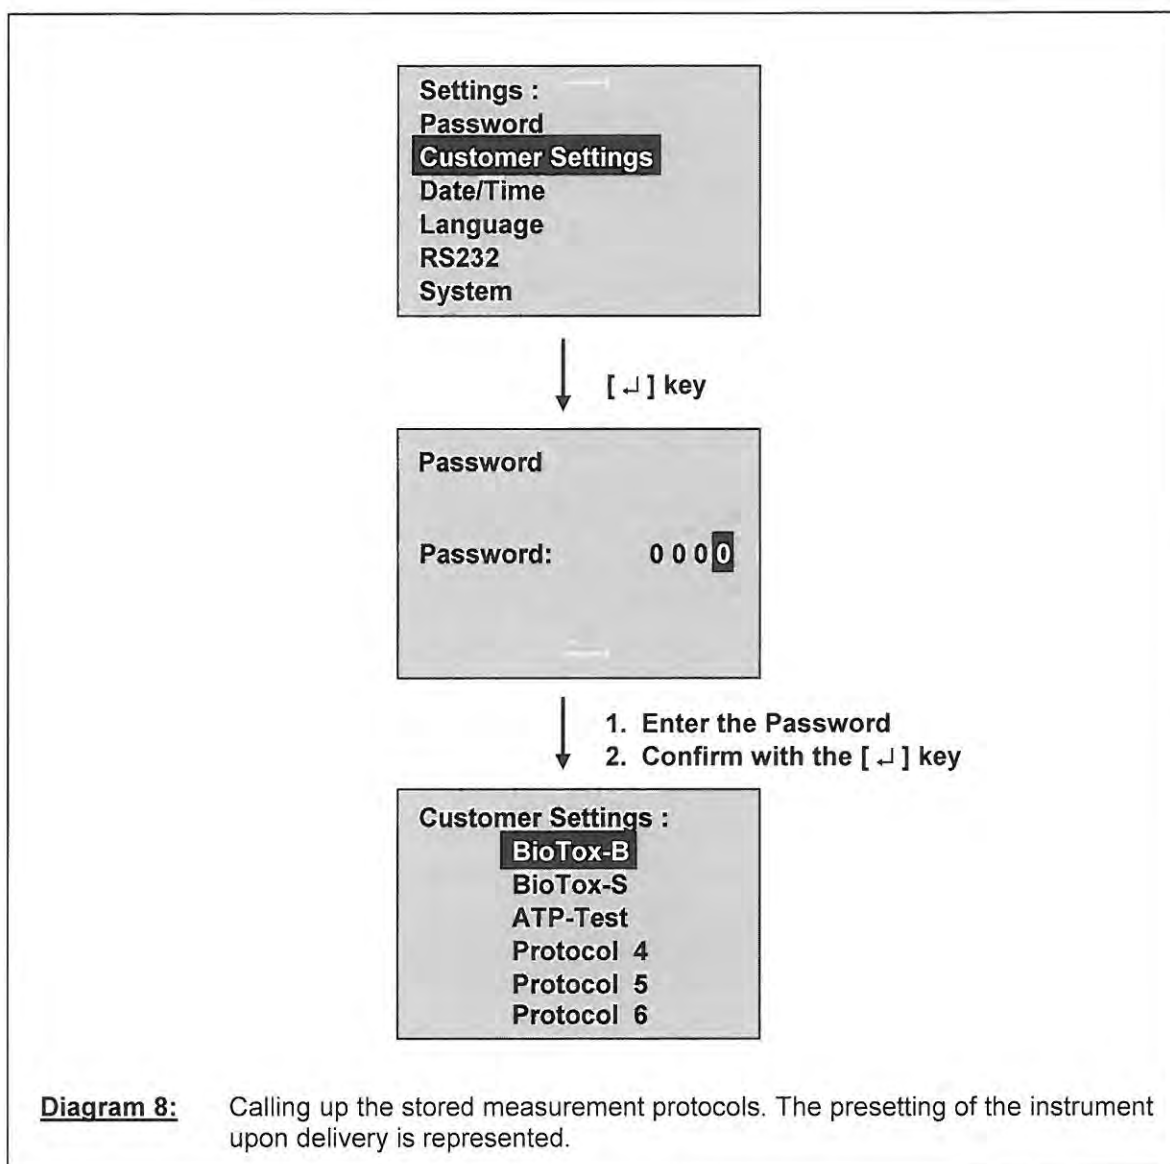 Settings :
Password
Customer Settings
Date/Time
Language
RS232
System
[ ↵ ] key
Password
Password: 0 0 0 0
1. Enter the Password
2. Confirm with the [ ↵ ] key
Customer Settings :
BioTox-B
BioTox-S
ATP-Test
Protocol 4
Protocol 5
Protocol 6
Diagram 8: Calling up the stored measurement protocols. The presetting of the instrument
upon delivery is represented.